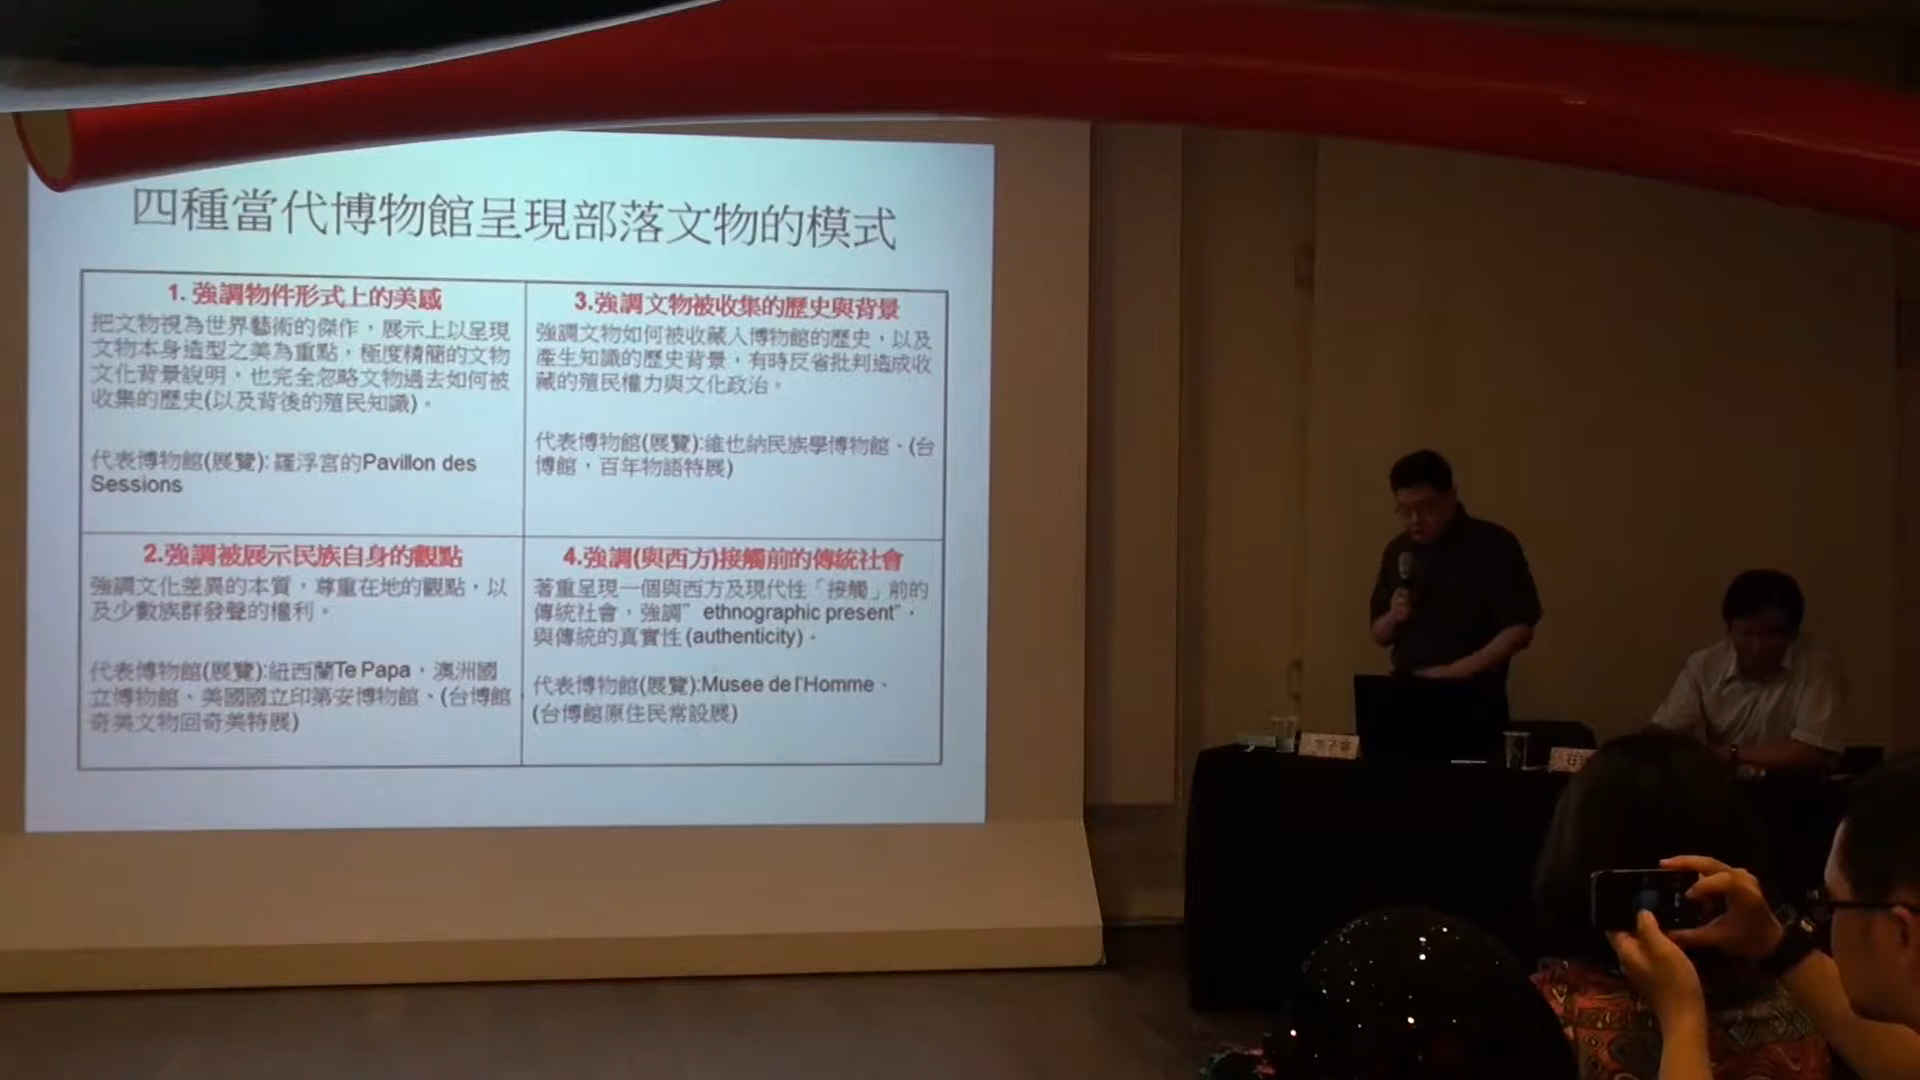 四種當代博物館呈現部落文物的模式
1. 強調物件形式上的美感
把文物視為世界藝術的傑作，展示上以呈現
文物本身造型之美為重點，極度精簡的文物
文化背景說明，也完全忽略文物過去如何被
收集的歷史(以及背後的殖民知識)。
代表博物館(展覽): 羅浮宮的Pavillon des
Sessions
2.強調被展示民族自身的觀點
強調文化差異的本質，尊重在地的觀點，以
及少數族群發聲的權利。
代表博物館(展覽):紐西蘭Te Papa，澳洲國
立博物館、美國國立印第安博物館、(台博館
奇美文物回奇美特展)
3.強調文物被收集的歷史與背景
強調文物如何被收藏入博物館的歷史，以及
產生知識的歷史背景，有時反省批判造成收
藏的殖民權力與文化政治。
代表博物館(展覽):維也納民族學博物館、(台
博館，百年物語特展)
4.強調(與西方)接觸前的傳統社會
著重呈現一個與西方及現代性「接觸」前的
傳統社會，強調” ethnographic present”，
與傳統的真實性(authenticity)。
代表博物館(展覽):Musee de l'Homme、
(台博館原住民常設展)